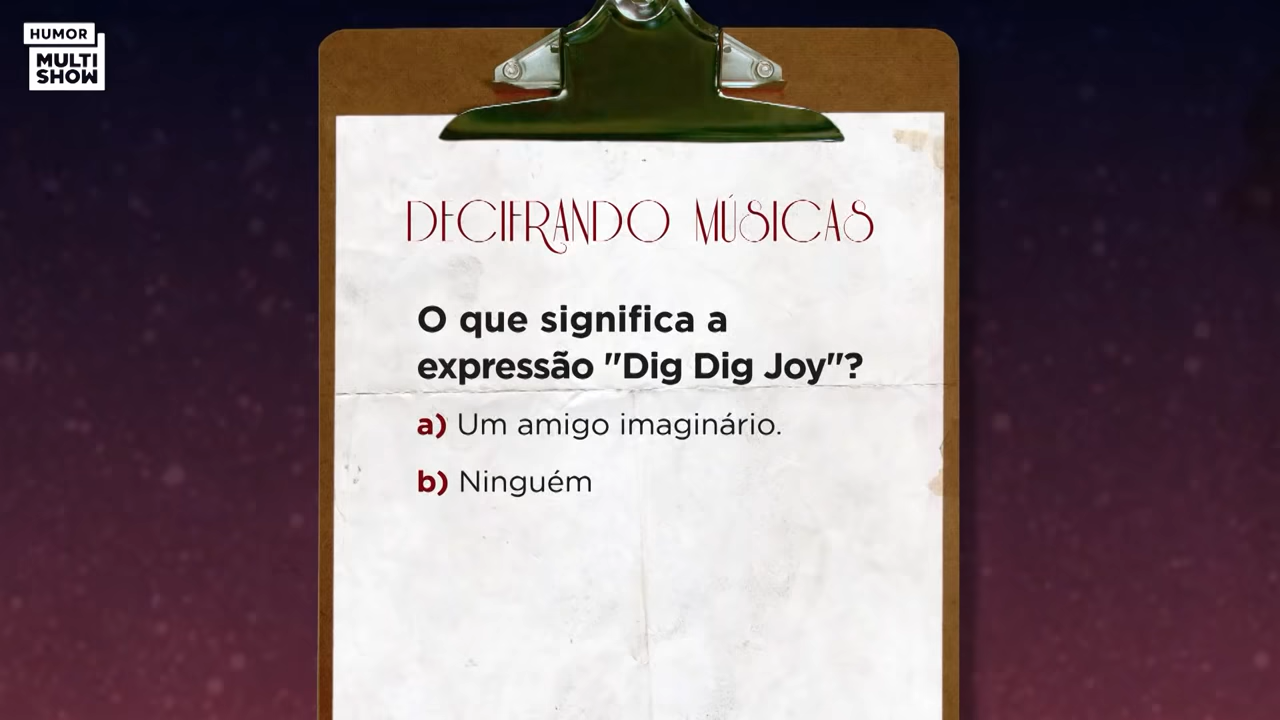 HUMOR
MULTI
SHOW
DECIFRANDO MÚSICAS
O que significa a
expressão "Dig Dig Joy"?
a) Um amigo imaginário.
b) Ninguém